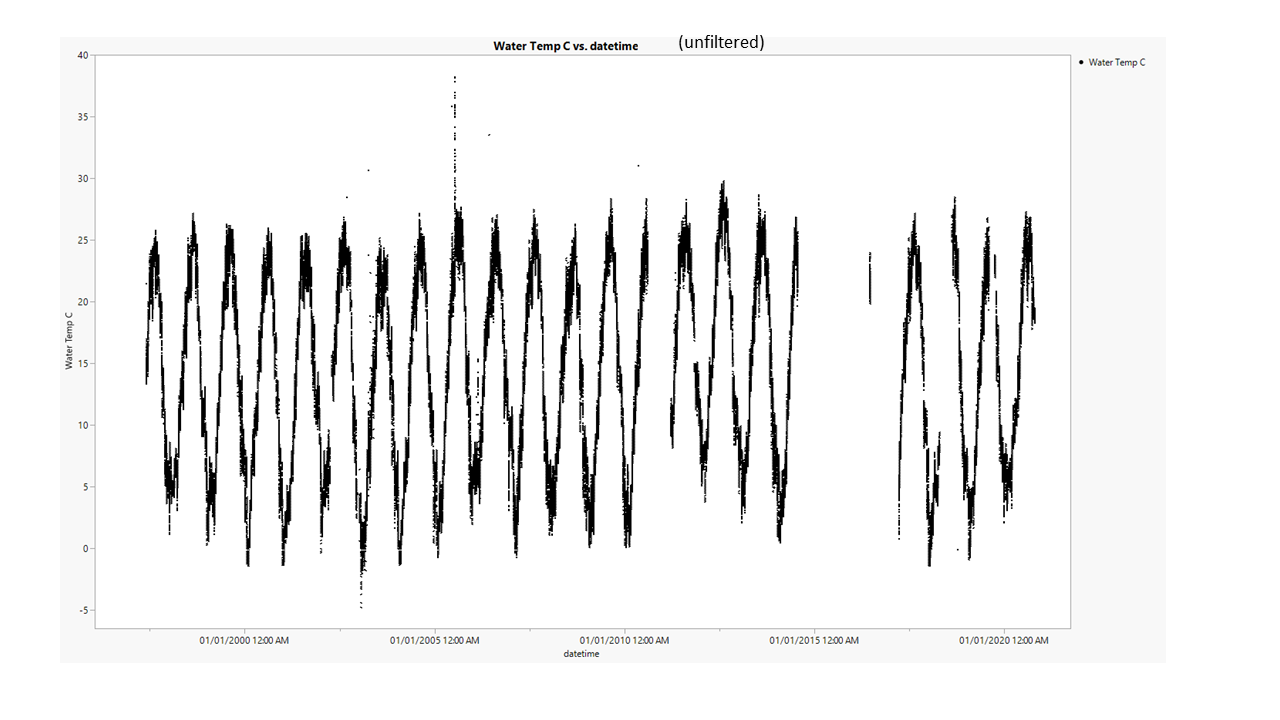 Water Temp C vs. datetime (unfiltered)
Water Temp C
40
35
30
25
20
15
10
5
0
-5
Water Temp C
01/01/2000 12:00 AM
01/01/2005 12:00 AM
01/01/2010 12:00 AM
01/01/2015 12:00 AM
01/01/2020 12:00 AM
datetime